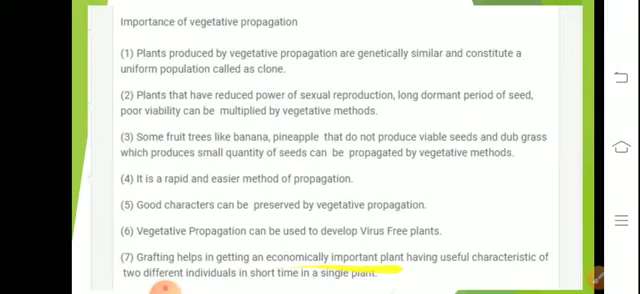 Importance of vegetative propagation
(1) Plants produced by vegetative propagation are genetically similar and constitute a
uniform population called as clone.
(2) Plants that have reduced power of sexual reproduction, long dormant period of seed,
poor viability can be multiplied by vegetative methods.
(3) Some fruit trees like banana, pineapple that do not produce viable seeds and dub grass
which produces small quantity of seeds can be propagated by vegetative methods.
(4) It is a rapid and easier method of propagation.
(5) Good characters can be preserved by vegetative propagation.
(6) Vegetative Propagation can be used to develop Virus Free plants.
(7) Grafting helps in getting an economically important plant having useful characteristic of
two different individuals in short time in a single plant.